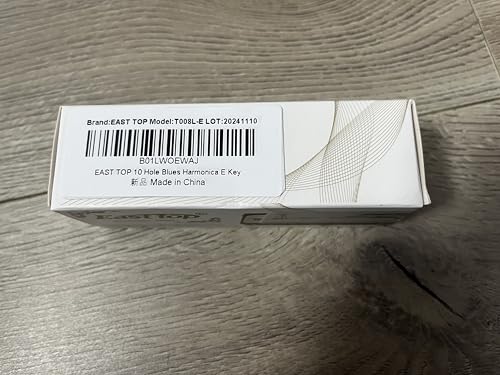 Brand:EAST TOP Model:T008L-E LOT:20241110
B01LWOEWAJ
EAST TOP 10 Hole Blues Harmonica E Key
新品 Made in China
EastTop